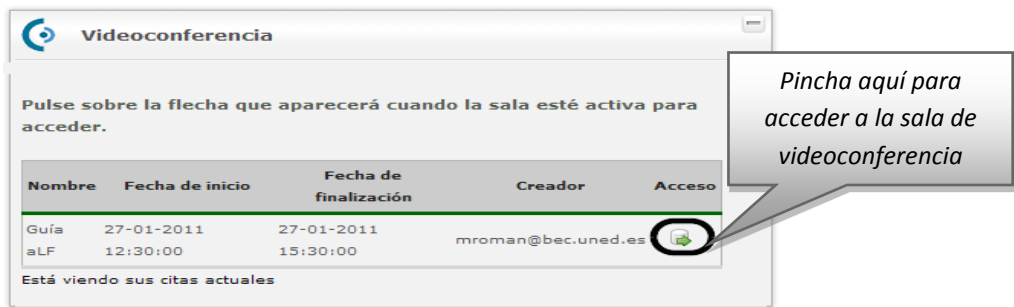 Videoconferencia
Pulse sobre la flecha que aparecerá cuando la sala esté activa para
acceder.
Nombre Fecha de inicio Fecha de
finalización Creador Acceso
Guía
aLF 27-01-2011
12:30:00 27-01-2011
15:30:00 mroman@bec.uned.es
Está viendo sus citas actuales
Pincha aquí para
acceder a la sala de
videoconferencia